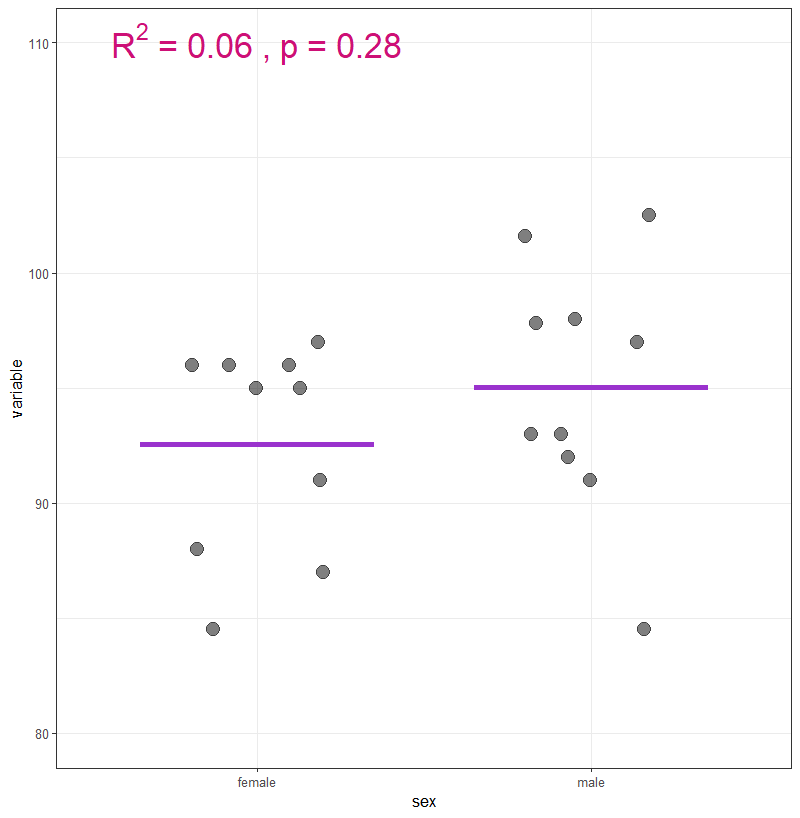 R² = 0.06 , p = 0.28
110
100
90
80
variable
female male
sex